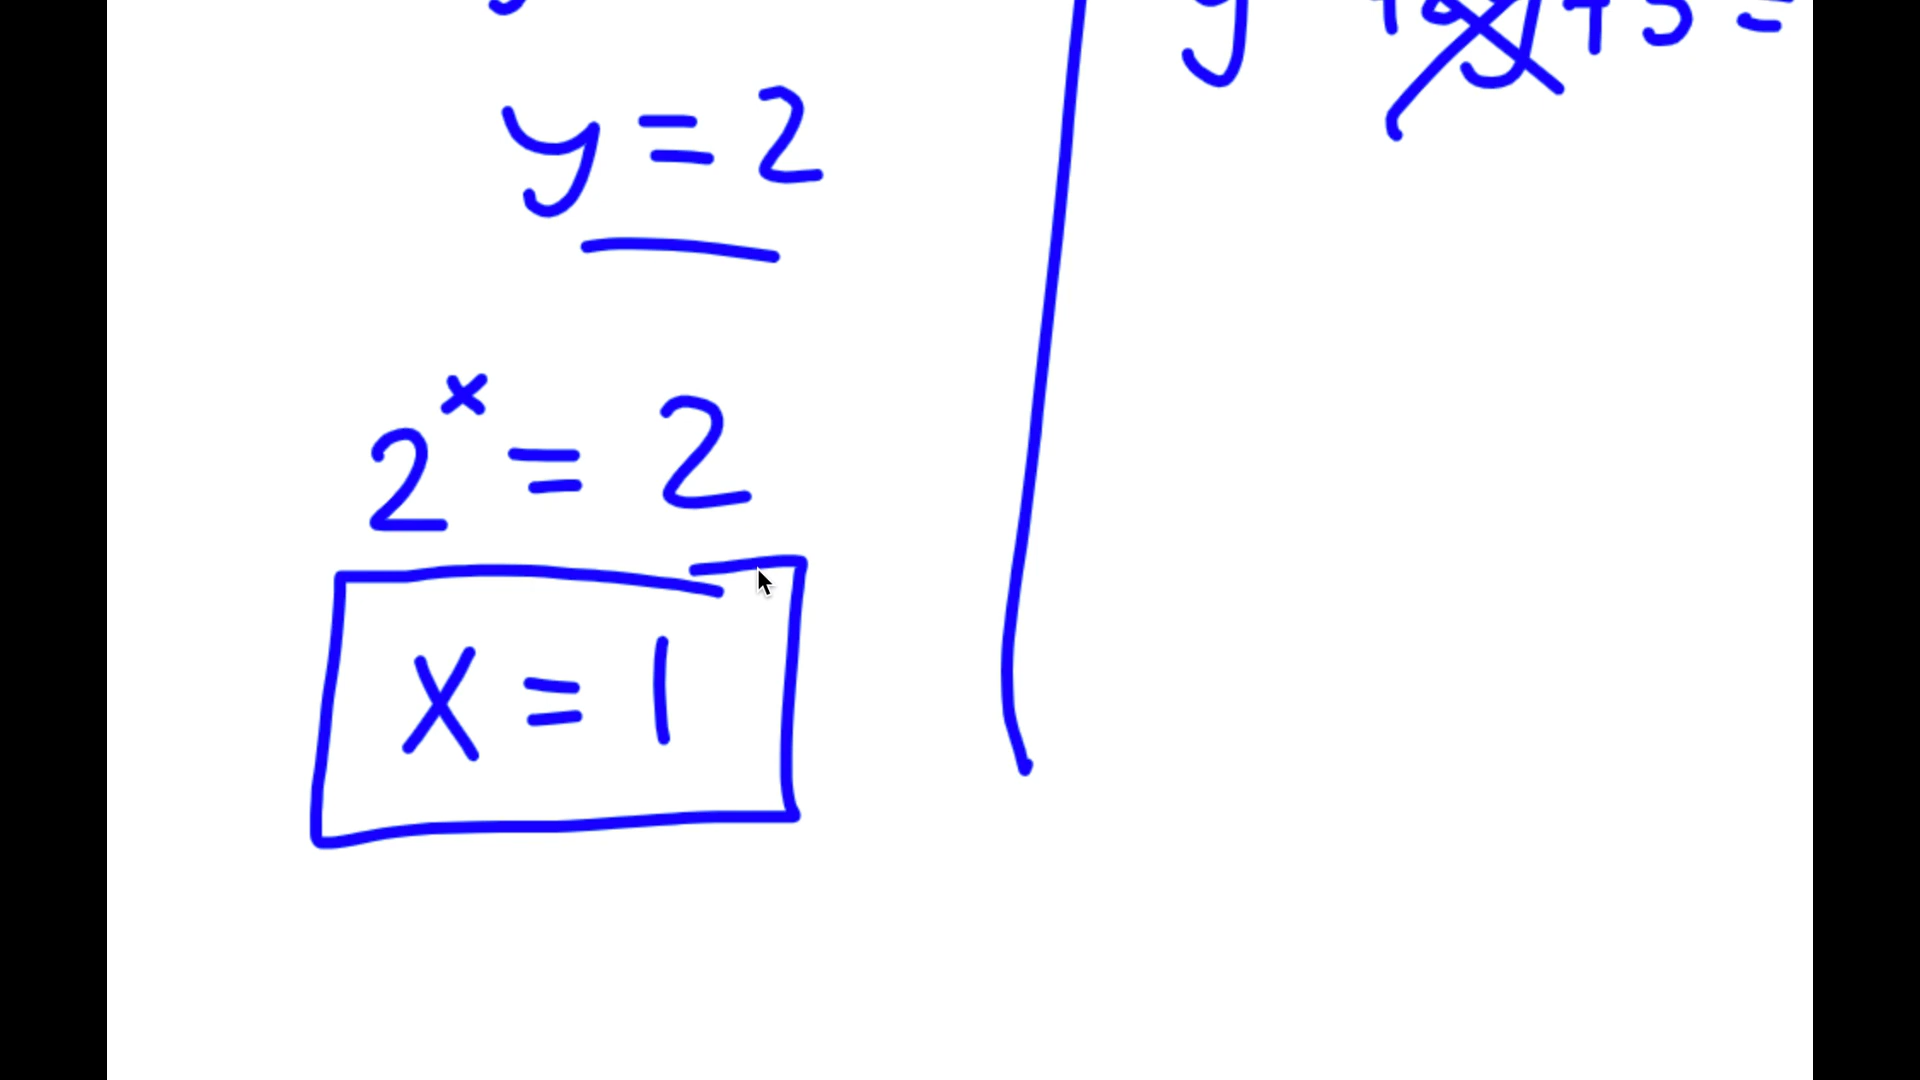 y = 2
2^x = 2
x = 1